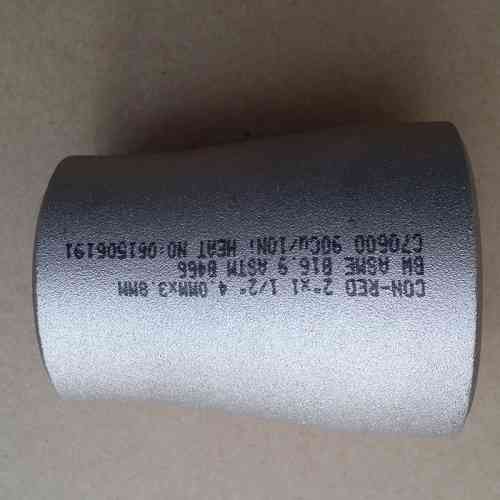 CON-RED 2"x1 1/2" 4.0MMx3.8MM
BW ASME B16.9 ASTM B466
C70600 90Cu/10Ni HEAT NO:061506191